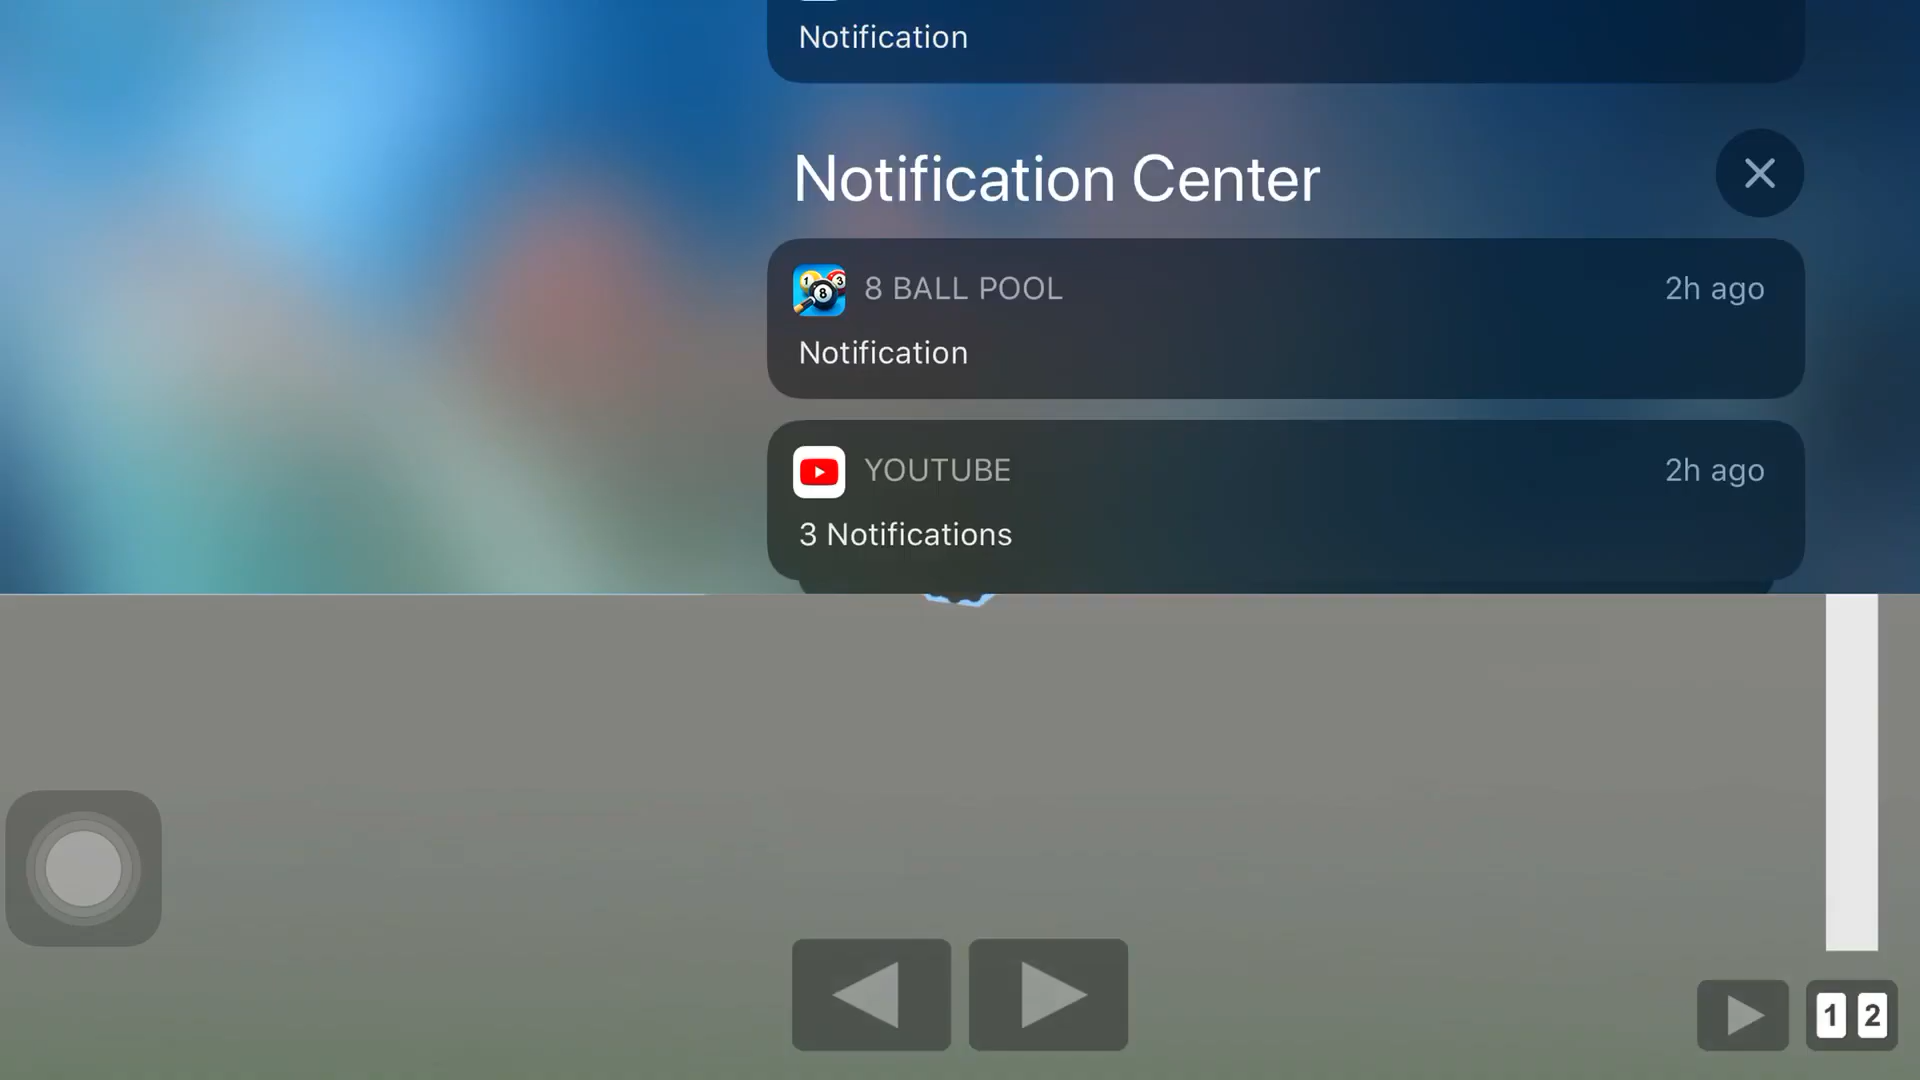 Notification
Notification Center
8 BALL POOL
2h ago
Notification
YOUTUBE
2h ago
3 Notifications
1 2